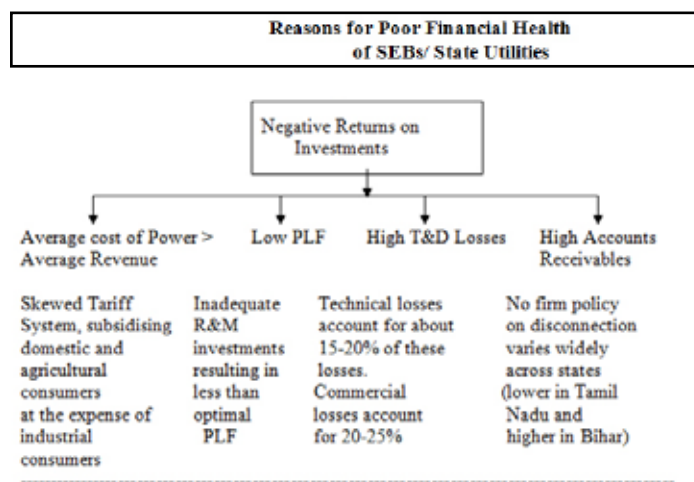 Reasons for Poor Financial Health
of SEBs/ State Utilities
Negative Returns on
Investments
Average cost of Power >
Average Revenue
Low PLF
High T&D Losses
High Accounts
Receivables
Skewed Tariff
System, subsidising
domestic and
agricultural
consumers
at the expense of
industrial
consumers
Inadequate
R&M
investments
resulting in
less than
optimal
PLF
Technical losses
account for about
15-20% of these
losses.
Commercial
losses account
for 20-25%
No firm policy
on disconnection
varies widely
across states
(lower in Tamil
Nadu and
higher in Bihar)